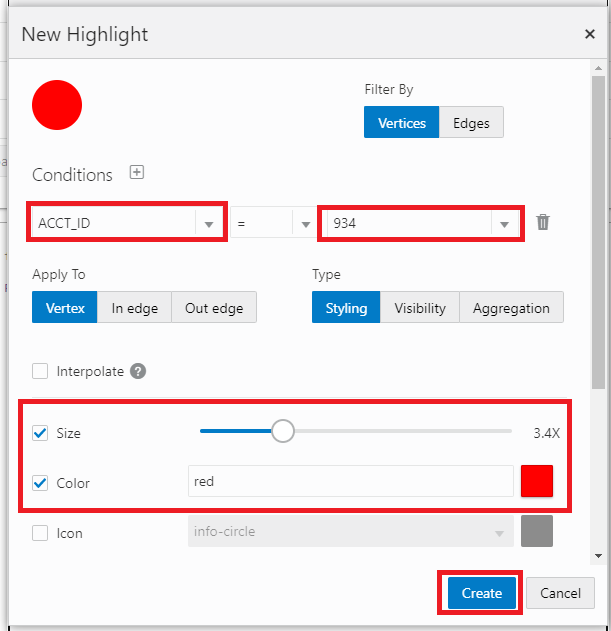 New Highlight ×
Filter By
Vertices Edges
Conditions
ACCT_ID = 934
Apply To Type
Vertex In edge Out edge Styling Visibility Aggregation
Interpolate ?
Size 3.4X
Color red
Icon info-circle
Create Cancel